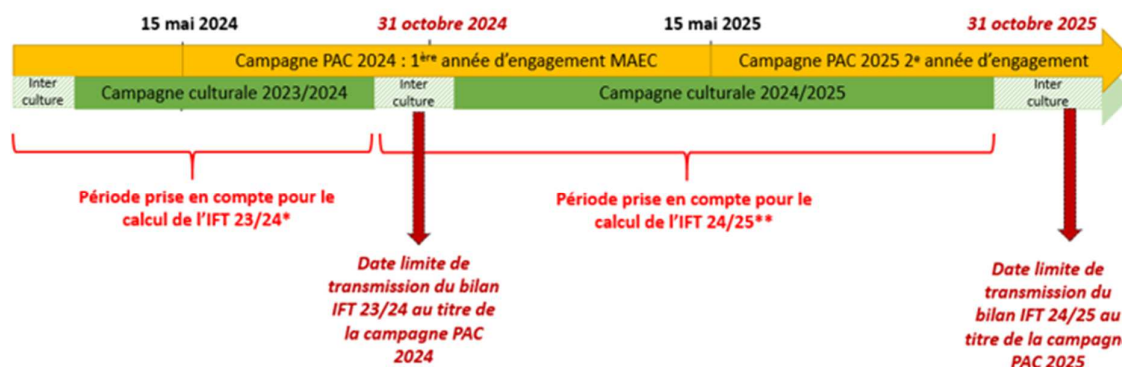 15 mai 2024 31 octobre 2024 15 mai 2025 31 octobre 2025
Campagne PAC 2024 : 1ère année d'engagement MAEC Campagne PAC 2025 2e année d'engagement
Inter
culture
Campagne culturale 2023/2024
Inter
culture
Campagne culturale 2024/2025
Inter
culture
Période prise en compte pour le
calcul de l'IFT 23/24*
Période prise en compte pour le
calcul de l'IFT 24/25**
Date limite de
transmission du bilan
IFT 23/24 au titre de
la campagne PAC
2024
Date limite de
transmission du
bilan IFT 24/25 au
titre de la campagne
PAC 2025